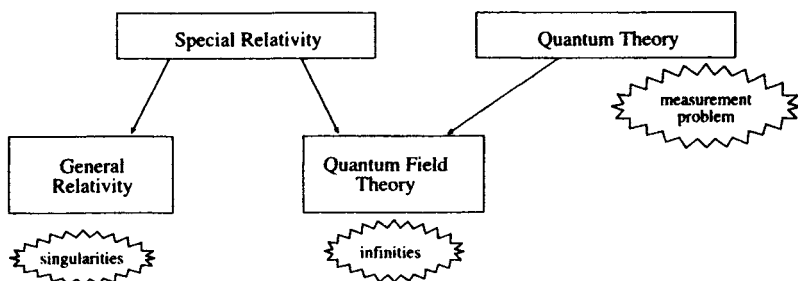 Special Relativity
Quantum Theory
measurement
problem
General
Relativity
Quantum Field
Theory
singularities
infinities